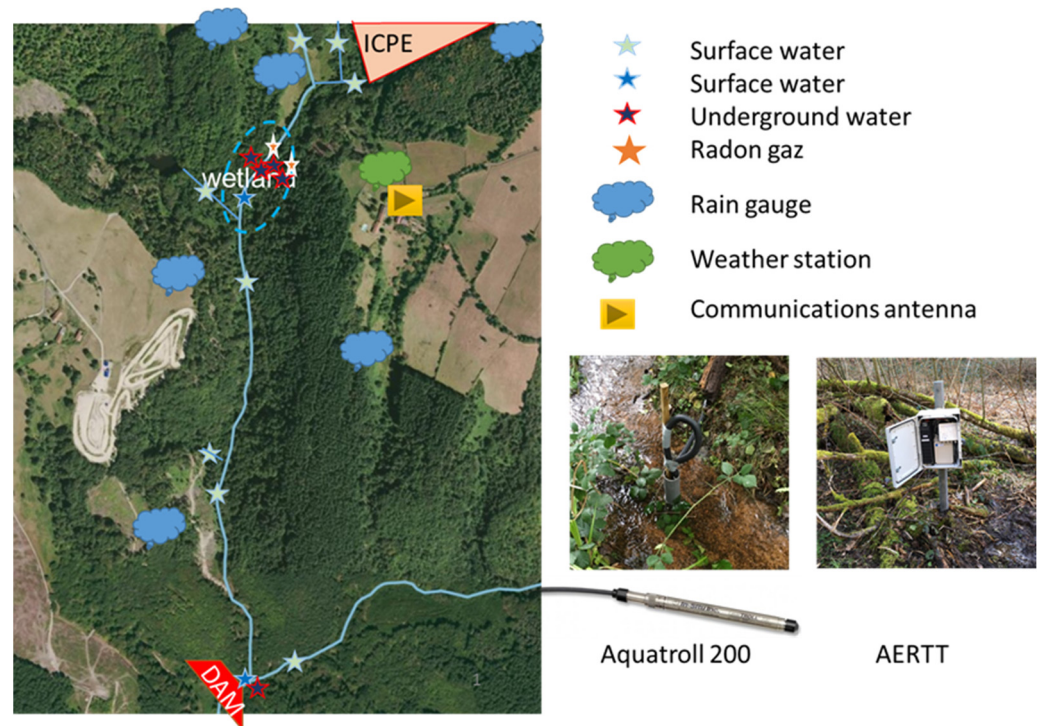 ICPE
wetland
DAM
1
Surface water
Surface water
Underground water
Radon gaz
Rain gauge
Weather station
Communications antenna
Aquatroll 200
AERTT